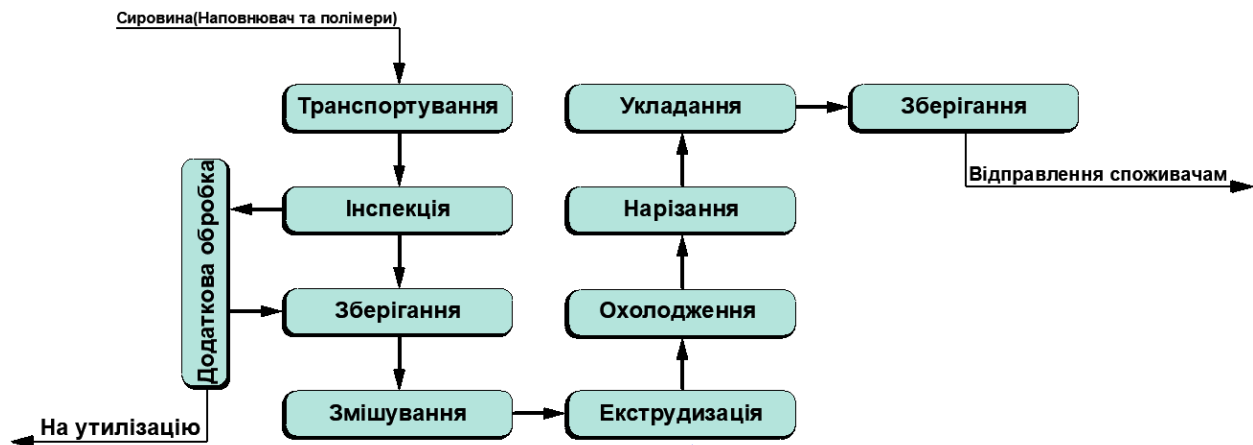 Сировина(Наповнювач та полімери)
Транспортування
Інспекція
Додаткова обробка
Зберігання
Змішування
На утилізацію
Екструдизація
Охолодження
Нарізання
Укладання
Зберігання
Відправлення споживачам